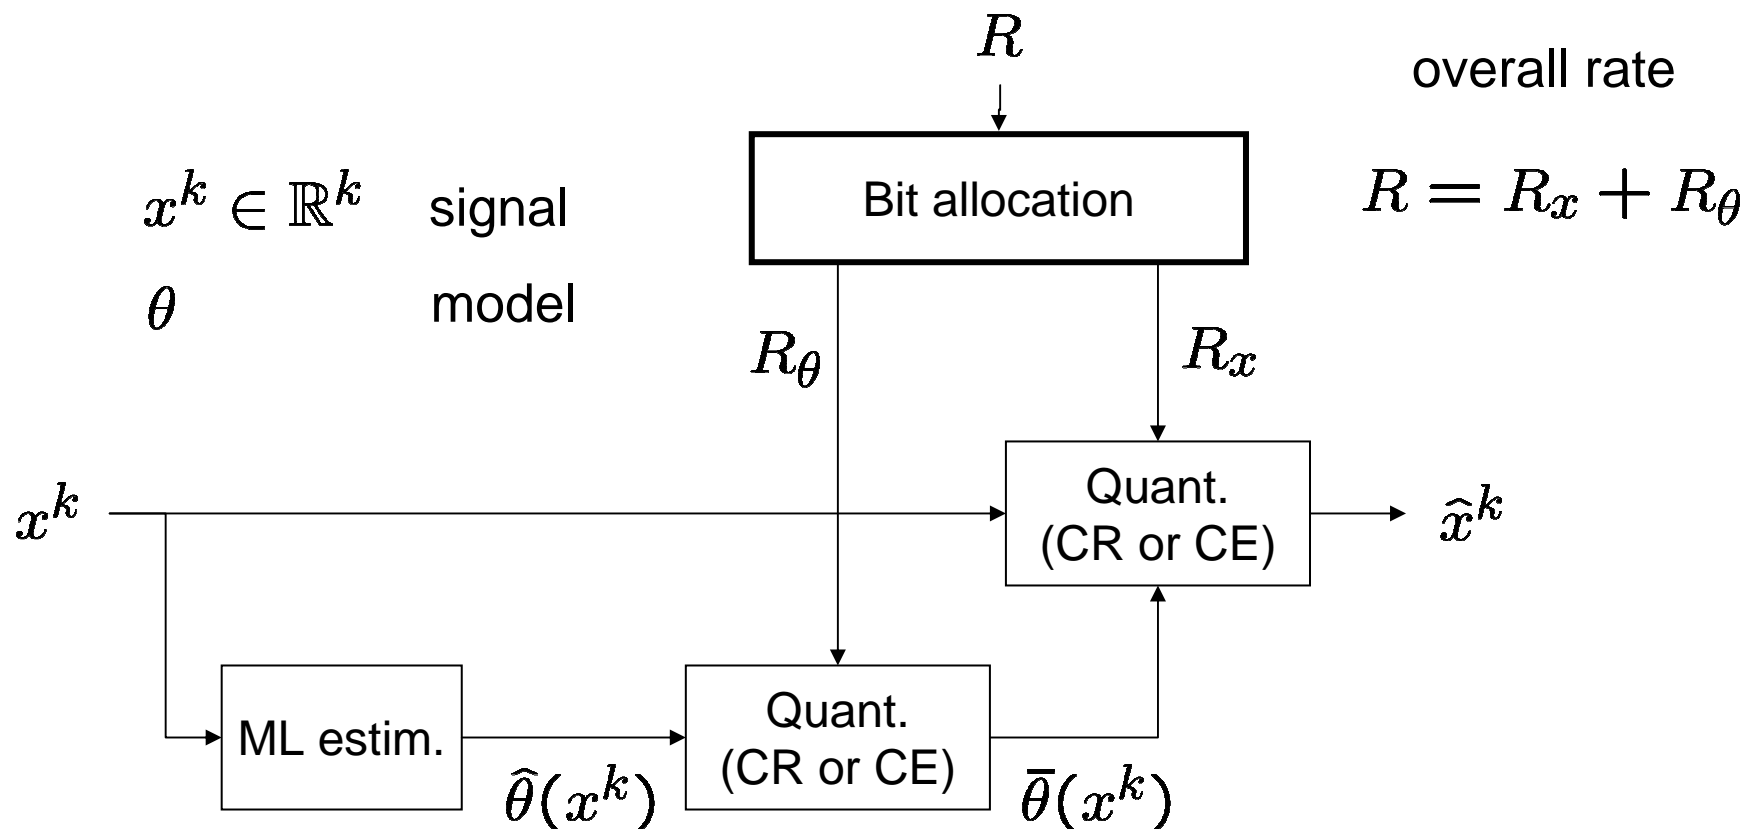 R
overall rate
Bit allocation
R = R_x + R_θ
x^k ∈ ℝ^k signal
θ model
R_θ
R_x
x^k
Quant.
(CR or CE)
x̂^k
ML estim.
Quant.
(CR or CE)
θ̂(x^k)
θ̄(x^k)